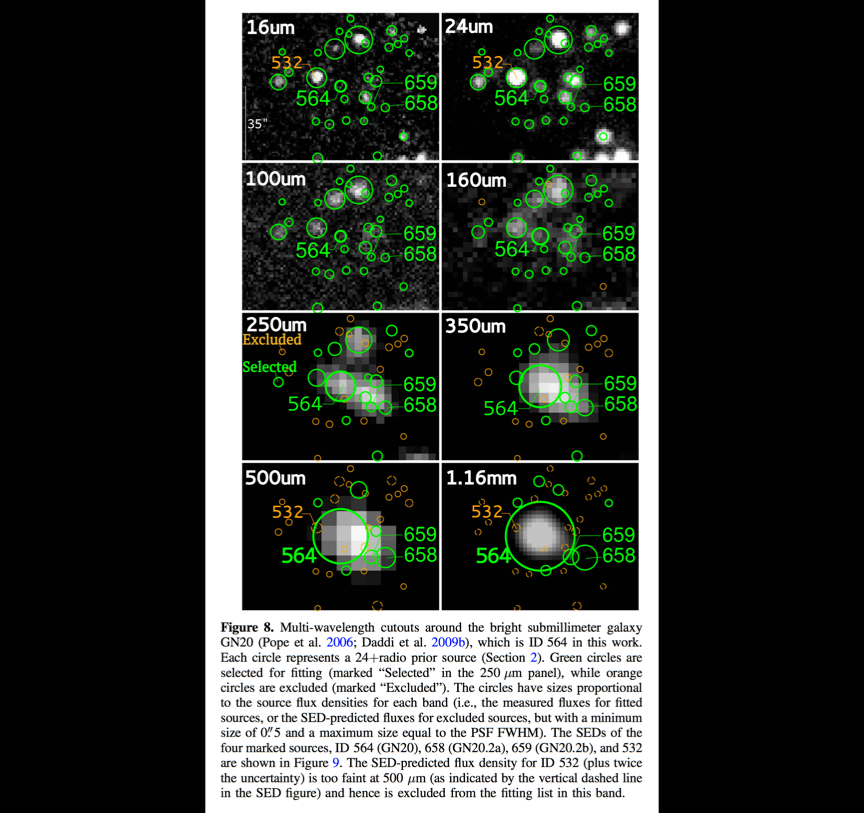 16um
24um
532
532
659
659
564
564
658
658
35"
100um
160um
659
659
564
564
658
658
250um
350um
Excluded
Selected
659
659
564
564
658
658
500um
1.16mm
532
532
659
659
564
564
658
658
Figure 8. Multi-wavelength cutouts around the bright submillimeter galaxy
GN20 (Pope et al. 2006; Daddi et al. 2009b), which is ID 564 in this work.
Each circle represents a 24+radio prior source (Section 2). Green circles are
selected for fitting (marked “Selected” in the 250 μm panel), while orange
circles are excluded (marked “Excluded”). The circles have sizes proportional
to the source flux densities for each band (i.e., the measured fluxes for fitted
sources, or the SED-predicted fluxes for excluded sources, but with a minimum
size of 0.″5 and a maximum size equal to the PSF FWHM). The SEDs of the
four marked sources, ID 564 (GN20), 658 (GN20.2a), 659 (GN20.2b), and 532
are shown in Figure 9. The SED-predicted flux density for ID 532 (plus twice
the uncertainty) is too faint at 500 μm (as indicated by the vertical dashed line
in the SED figure) and hence is excluded from the fitting list in this band.